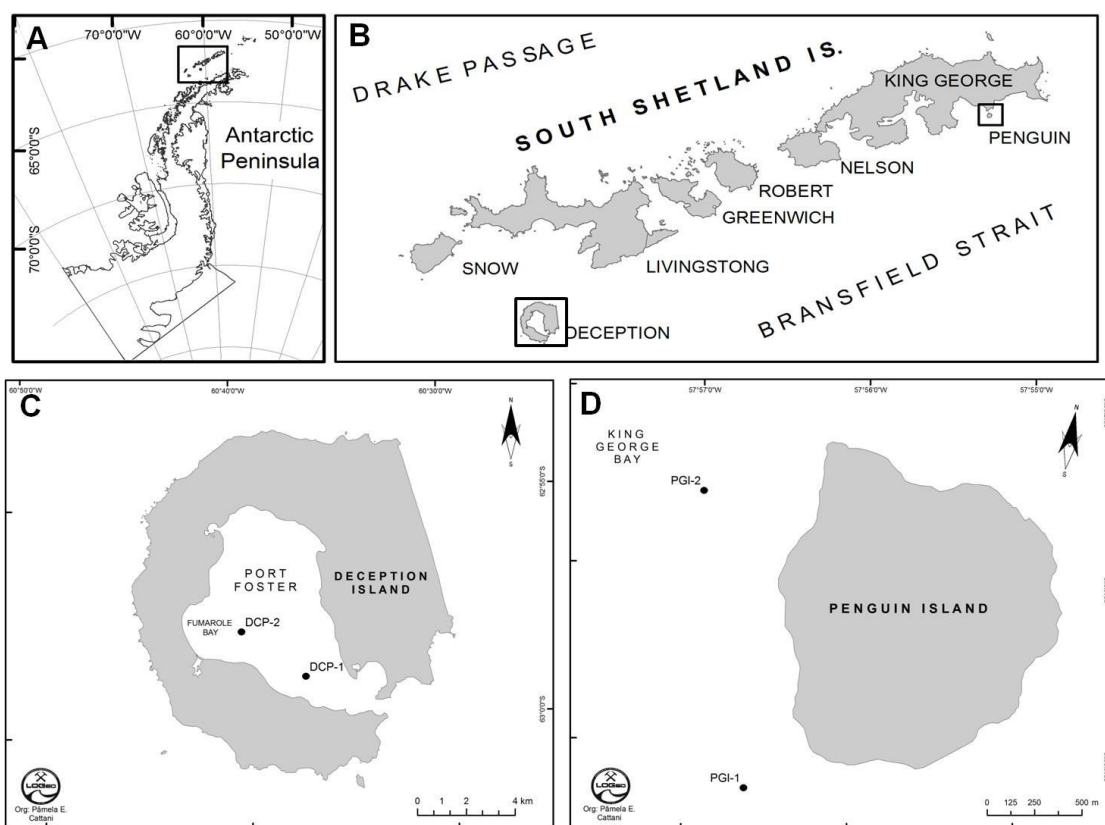 A
70°0'0"W 60°0'0"W 50°0'0"W
65°0'0"S
70°0'0"S
Antarctic
Peninsula
B
DRAKE PASSAGE
SOUTH SHETLAND IS.
KING GEORGE
PENGUIN
NELSON
ROBERT
GREENWICH
LIVINGSTONG
SNOW
DECEPTION
BRANSFIELD STRAIT
C
60°50'0"W 60°40'0"W 60°30'0"W
N
S
62°55'0"S
63°0'0"S
PORT
FOSTER
DECEPTION
ISLAND
FUMAROLE
BAY
DCP-2
DCP-1
LOGeo
Org: Pâmela E.
Cattani
0 1 2 4 km
D
57°57'0"W 57°56'0"W 57°55'0"W
N
S
KING
GEORGE
BAY
PGI-2
PENGUIN ISLAND
PGI-1
LOGeo
Org: Pâmela E.
Cattani
0 125 250 500 m